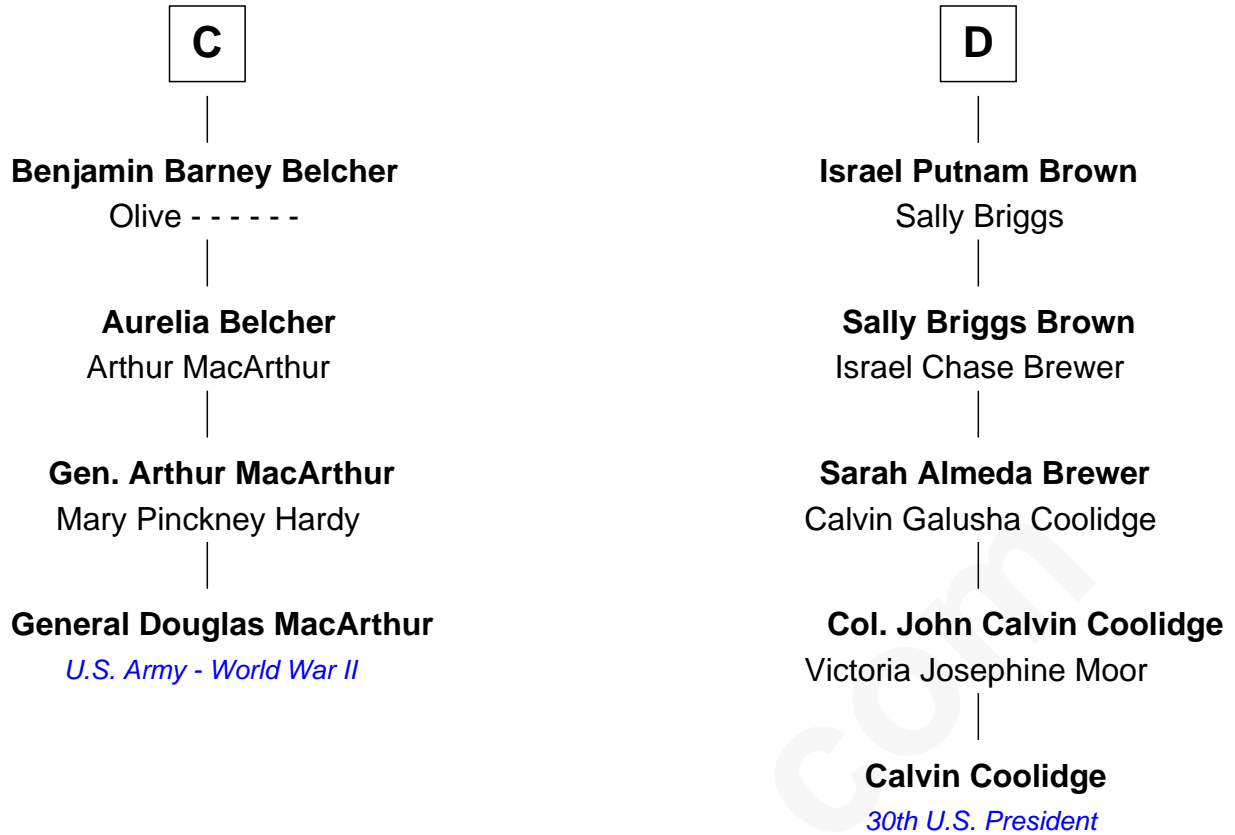 C
Benjamin Barney Belcher
Olive - - - - - -
Aurelia Belcher
Arthur MacArthur
Gen. Arthur MacArthur
Mary Pinckney Hardy
General Douglas MacArthur
U.S. Army - World War II
D
Israel Putnam Brown
Sally Briggs
Sally Briggs Brown
Israel Chase Brewer
Sarah Almeda Brewer
Calvin Galusha Coolidge
Col. John Calvin Coolidge
Victoria Josephine Moor
Calvin Coolidge
30th U.S. President
com